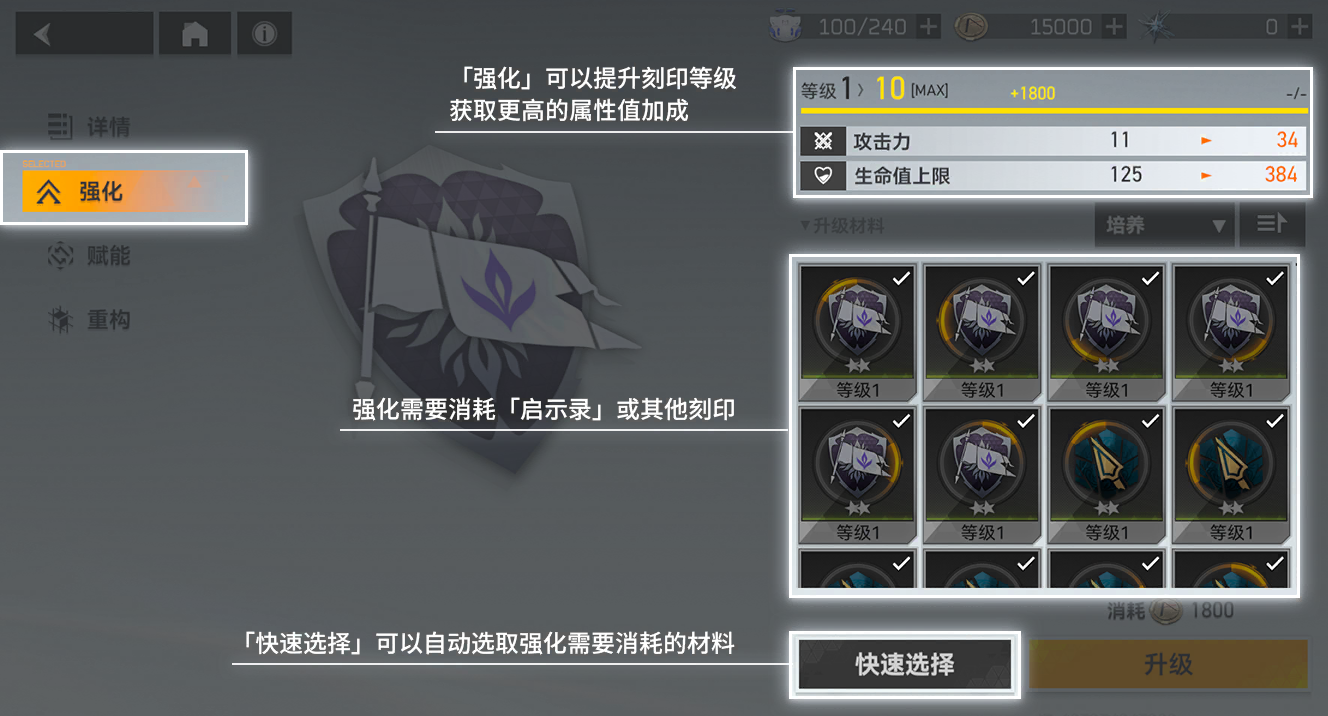 100/240
15000
0
「强化」可以提升刻印等级
获取更高的属性值加成
等级1 > 10 [MAX] +1800 -/-
攻击力 11 ► 34
生命值上限 125 ► 384
详情
SELECTED
强化
赋能
重构
▼升级材料
培养 ▼
等级1 等级1 等级1 等级1
强化需要消耗「启示录」或其他刻印
等级1 等级1 等级1 等级1
消耗 1800
「快速选择」可以自动选取强化需要消耗的材料
快速选择
升级